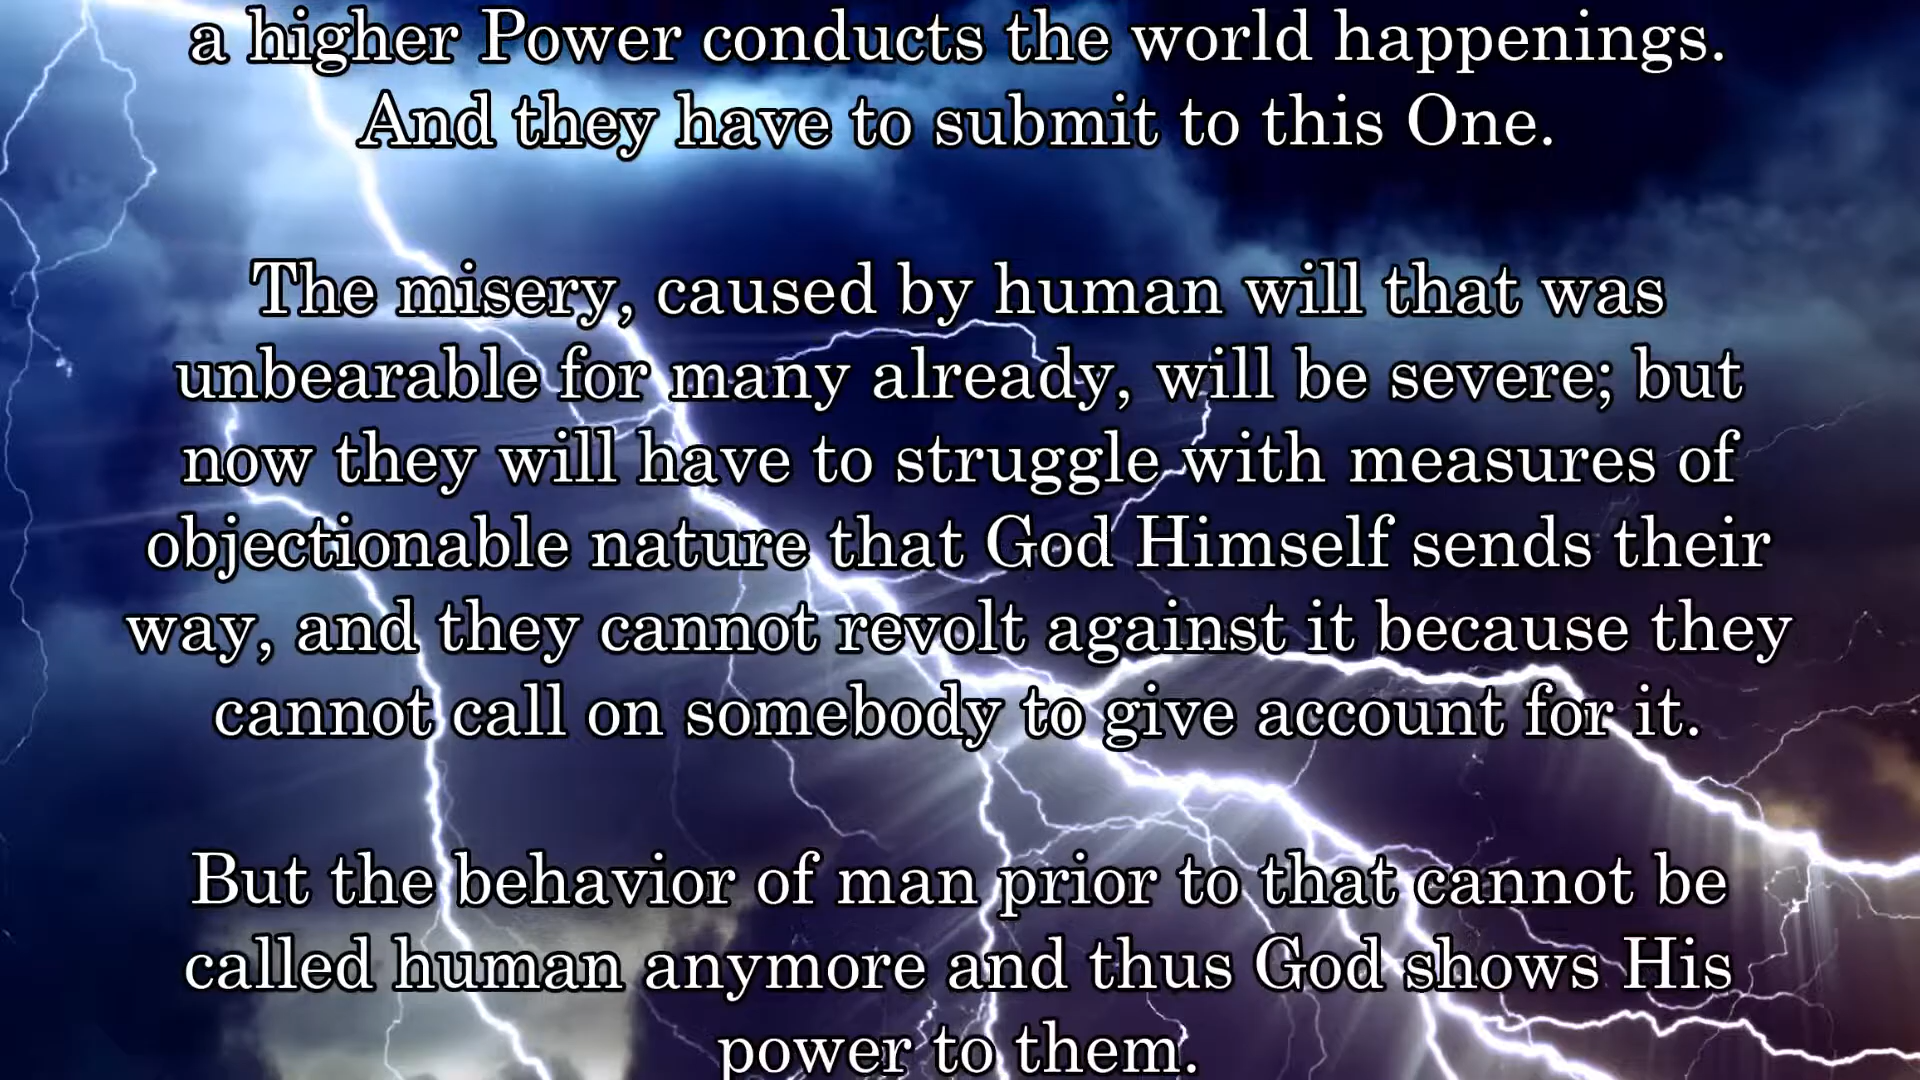 a higher Power conducts the world happenings.
And they have to submit to this One.
The misery, caused by human will that was
unbearable for many already, will be severe; but
now they will have to struggle with measures of
objectionable nature that God Himself sends their
way, and they cannot revolt against it because they
cannot call on somebody to give account for it.
But the behavior of man prior to that cannot be
called human anymore and thus God shows His
power to them.